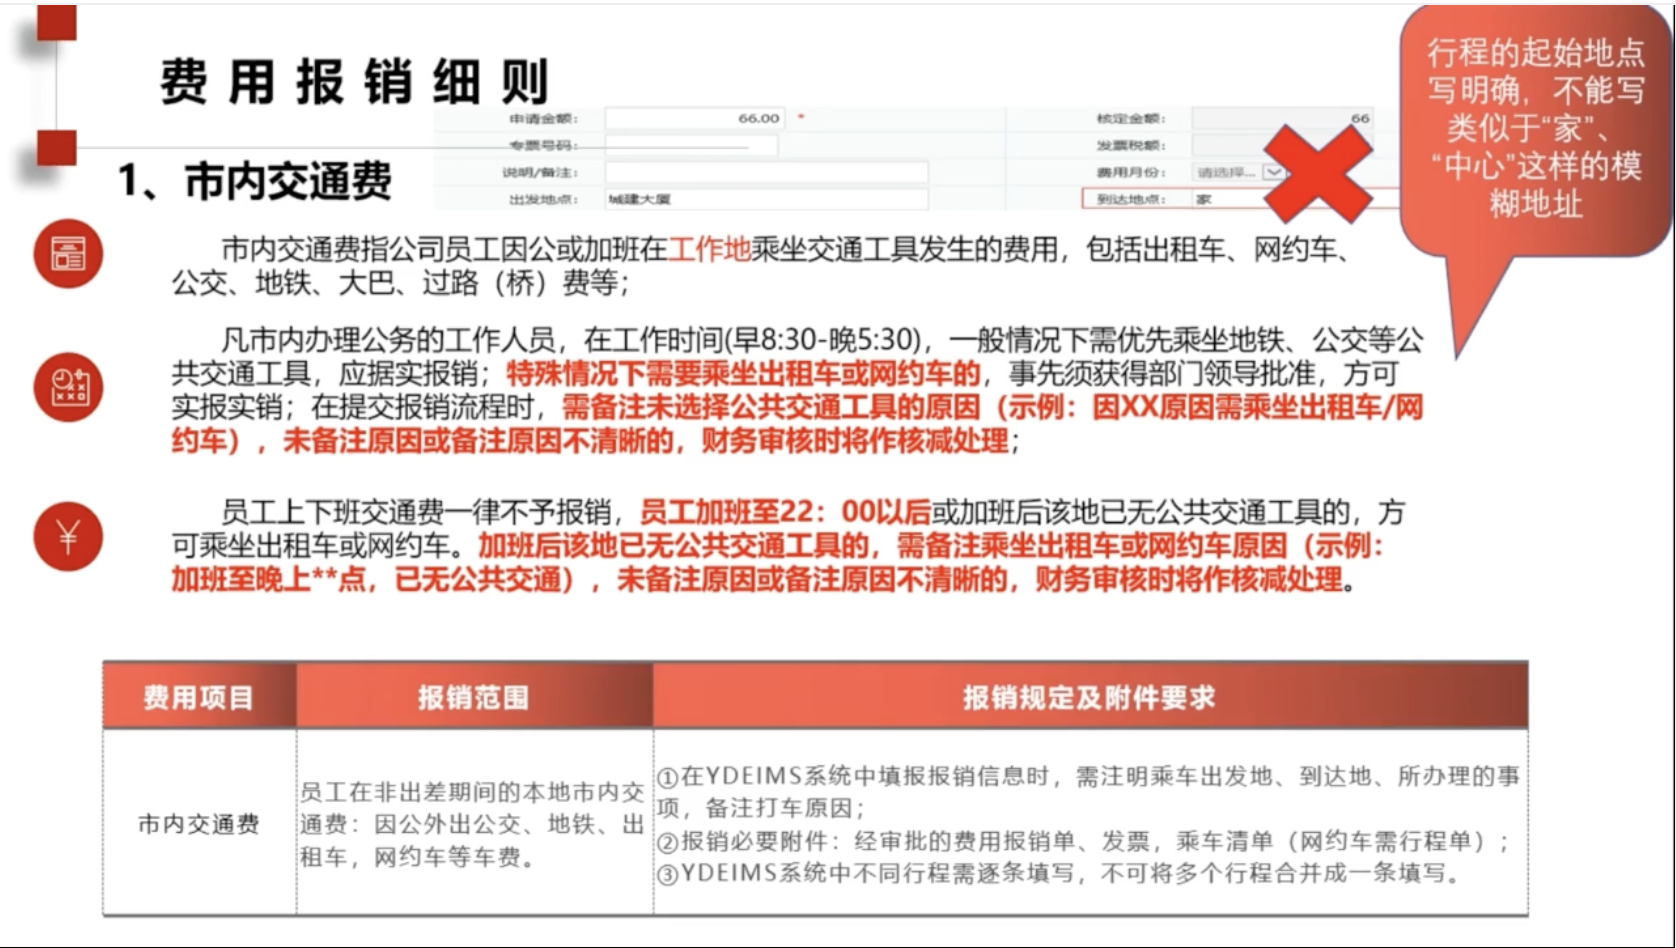 费用报销细则
申请金额： 66.00 * 核定金额： 66
专票号码： 发票税额：
说明/备注： 费用月份： 请选择...
出发地点： 城建大厦 到达地点： 家
行程的起始地点
写明确，不能写
类似于“家”、
“中心”这样的模
糊地址
1、市内交通费
市内交通费指公司员工因公或加班在工作地乘坐交通工具发生的费用，包括出租车、网约车、
公交、地铁、大巴、过路（桥）费等；
凡市内办理公务的工作人员，在工作时间(早8:30-晚5:30)，一般情况下需优先乘坐地铁、公交等公
共交通工具，应据实报销；特殊情况下需要乘坐出租车或网约车的，事先须获得部门领导批准，方可
实报实销；在提交报销流程时，需备注未选择公共交通工具的原因（示例：因XX原因需乘坐出租车/网
约车），未备注原因或备注原因不清晰的，财务审核时将作核减处理；
员工上下班交通费一律不予报销，员工加班至22：00以后或加班后该地已无公共交通工具的，方
可乘坐出租车或网约车。加班后该地已无公共交通工具的，需备注乘坐出租车或网约车原因（示例：
加班至晚上**点，已无公共交通），未备注原因或备注原因不清晰的，财务审核时将作核减处理。
费用项目 报销范围 报销规定及附件要求
市内交通费
员工在非出差期间的本地市内交
通费：因公外出公交、地铁、出
租车，网约车等车费。
①在YDEIMS系统中填报报销信息时，需注明乘车出发地、到达地、所办理的事
项，备注打车原因；
②报销必要附件：经审批的费用报销单、发票，乘车清单（网约车需行程单）；
③YDEIMS系统中不同行程需逐条填写，不可将多个行程合并成一条填写。